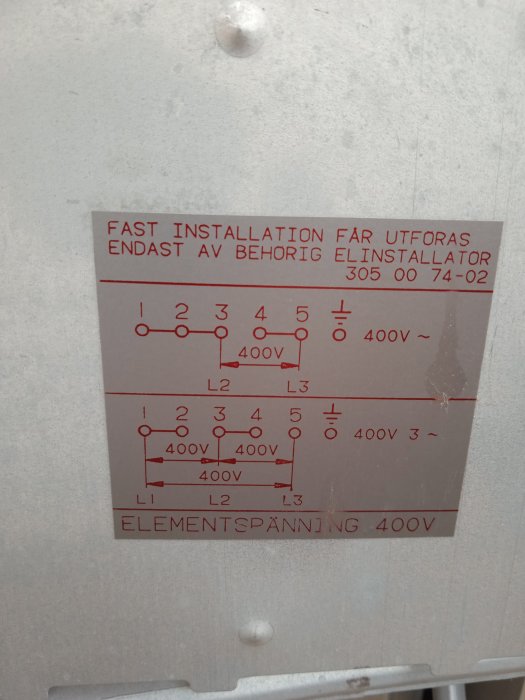 FAST INSTALLATION FÅR UTFÖRAS
ENDAST AV BEHÖRIG ELINSTALLATÖR
305 00 74-02
1 2 3 4 5
400V ~
400V
L2 L3
1 2 3 4 5
400V 3 ~
400V 400V
400V
L1 L2 L3
ELEMENTSPÄNNING 400V